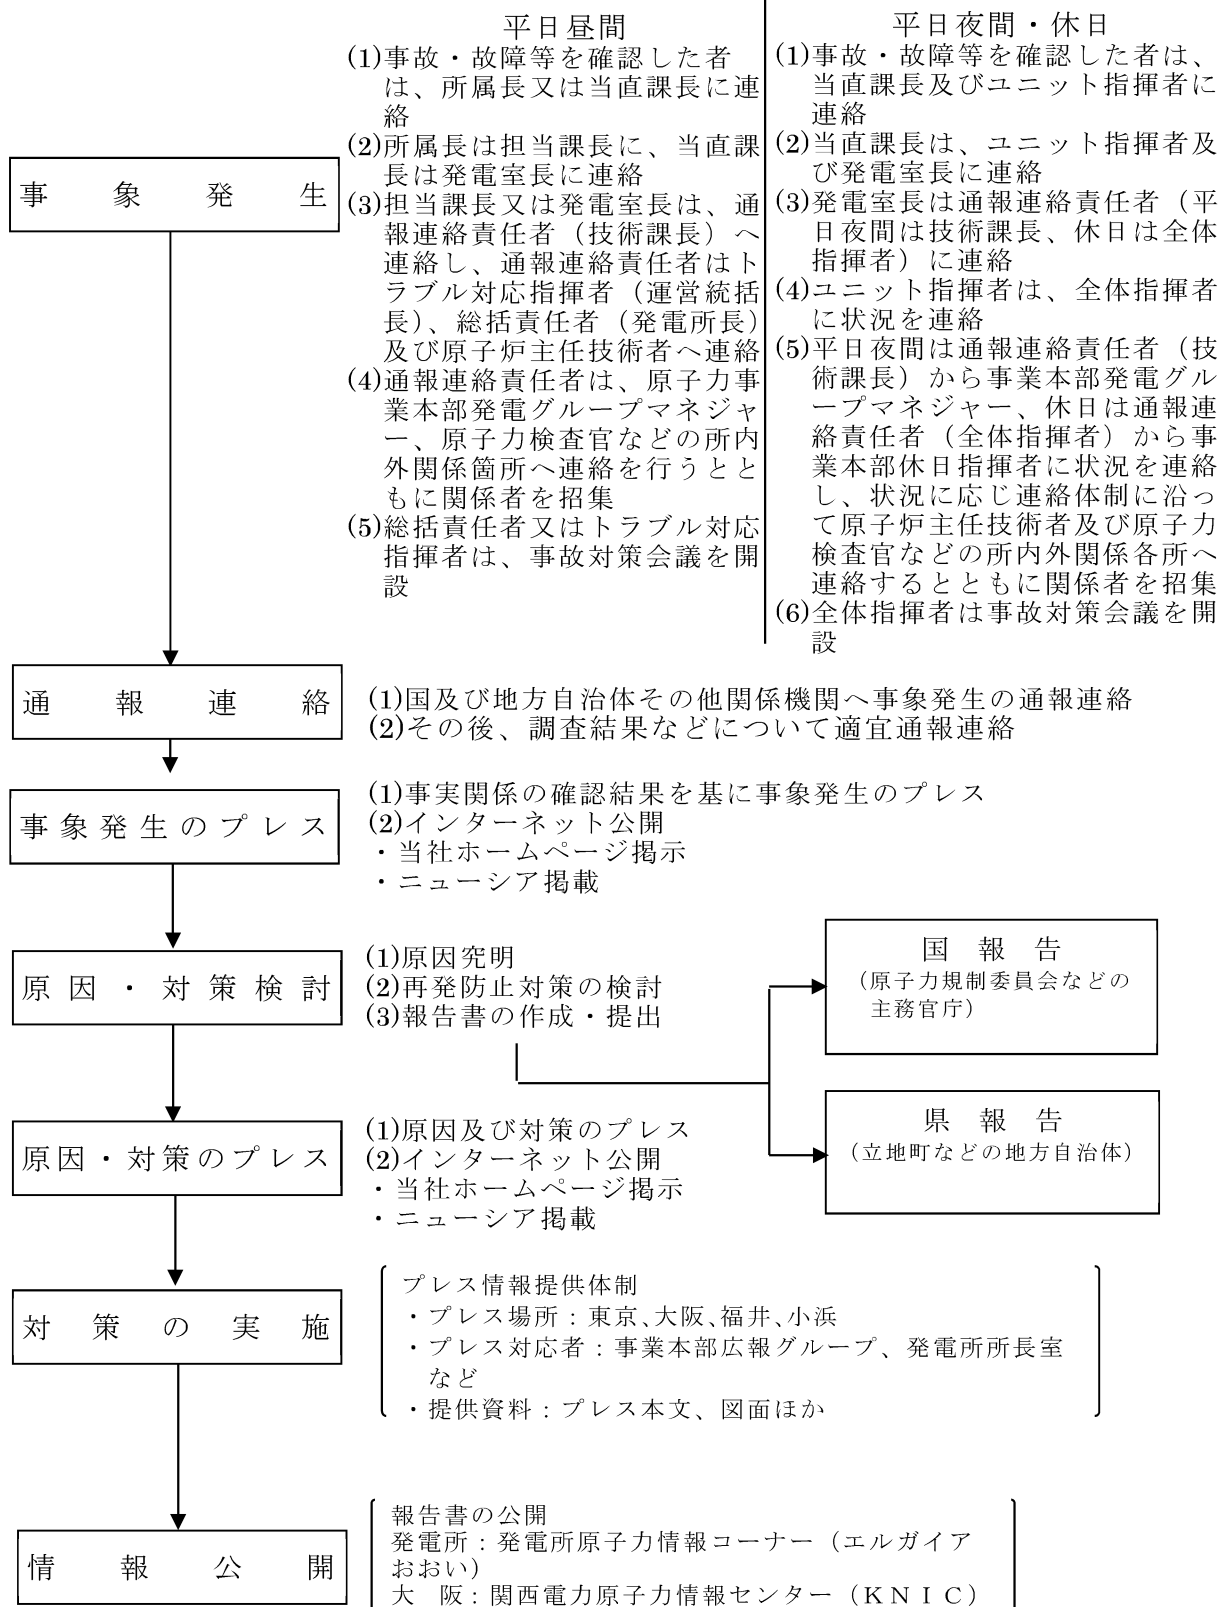 平日昼間
(1)事故・故障等を確認した者
は、所属長又は当直課長に連
絡
(2)所属長は担当課長に、当直課
長は発電室長に連絡
(3)担当課長又は発電室長は、通
報連絡責任者（技術課長）へ
連絡し、通報連絡責任者はト
ラブル対応指揮者（運営統括
長）、総括責任者（発電所長）
及び原子炉主任技術者へ連絡
(4)通報連絡責任者は、原子力事
業本部発電グループマネジャ
ー、原子力検査官などの所内
外関係箇所へ連絡を行うとと
もに関係者を招集
(5)総括責任者又はトラブル対応
指揮者は、事故対策会議を開
設
平日夜間・休日
(1)事故・故障等を確認した者は、
当直課長及びユニット指揮者に
連絡
(2)当直課長は、ユニット指揮者及
び発電室長に連絡
(3)発電室長は通報連絡責任者（平
日夜間は技術課長、休日は全体
指揮者）に連絡
(4)ユニット指揮者は、全体指揮者
に状況を連絡
(5)平日夜間は通報連絡責任者（技
術課長）から事業本部発電グル
ープマネジャー、休日は通報連
絡責任者（全体指揮者）から事
業本部休日指揮者に状況を連絡
し、状況に応じ連絡体制に沿っ
て原子炉主任技術者及び原子力
検査官などの所内外関係各所へ
連絡するとともに関係者を招集
(6)全体指揮者は事故対策会議を開
設
事象発生
通報連絡
(1)国及び地方自治体その他関係機関へ事象発生の通報連絡
(2)その後、調査結果などについて適宜通報連絡
事象発生のプレス
(1)事実関係の確認結果を基に事象発生のプレス
(2)インターネット公開
・当社ホームページ掲示
・ニューシア掲載
原因・対策検討
(1)原因究明
(2)再発防止対策の検討
(3)報告書の作成・提出
国報告
（原子力規制委員会などの
主務官庁）
県報告
（立地町などの地方自治体）
原因・対策のプレス
(1)原因及び対策のプレス
(2)インターネット公開
・当社ホームページ掲示
・ニューシア掲載
対策の実施
プレス情報提供体制
・プレス場所：東京、大阪、福井、小浜
・プレス対応者：事業本部広報グループ、発電所所長室
など
・提供資料：プレス本文、図面ほか
情報公開
報告書の公開
発電所：発電所原子力情報コーナー（エルガイア
おおい）
大　阪：関西電力原子力情報センター（ＫＮＩＣ）